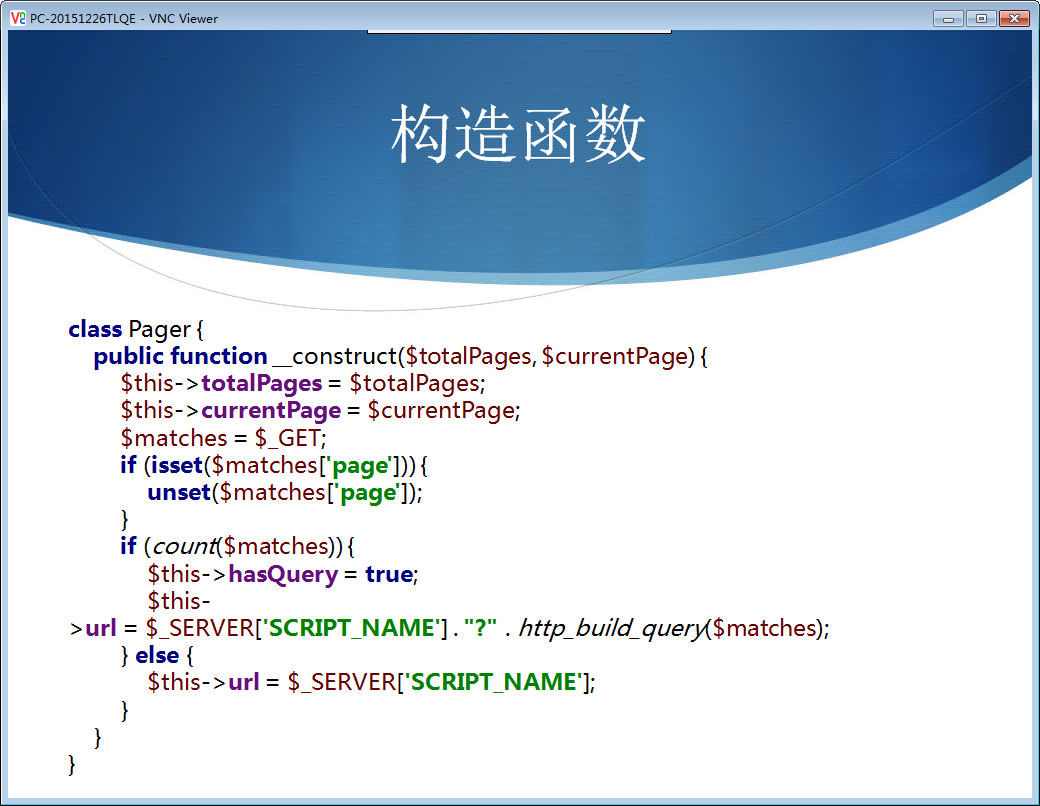 PC-20151226TLQE - VNC Viewer
构造函数
class Pager {
    public function __construct($totalPages, $currentPage) {
        $this->totalPages = $totalPages;
        $this->currentPage = $currentPage;
        $matches = $_GET;
        if (isset($matches['page'])) {
            unset($matches['page']);
        }
        if (count($matches)) {
            $this->hasQuery = true;
            $this-
>url = $_SERVER['SCRIPT_NAME'] . "?" . http_build_query($matches);
        } else {
            $this->url = $_SERVER['SCRIPT_NAME'];
        }
    }
}